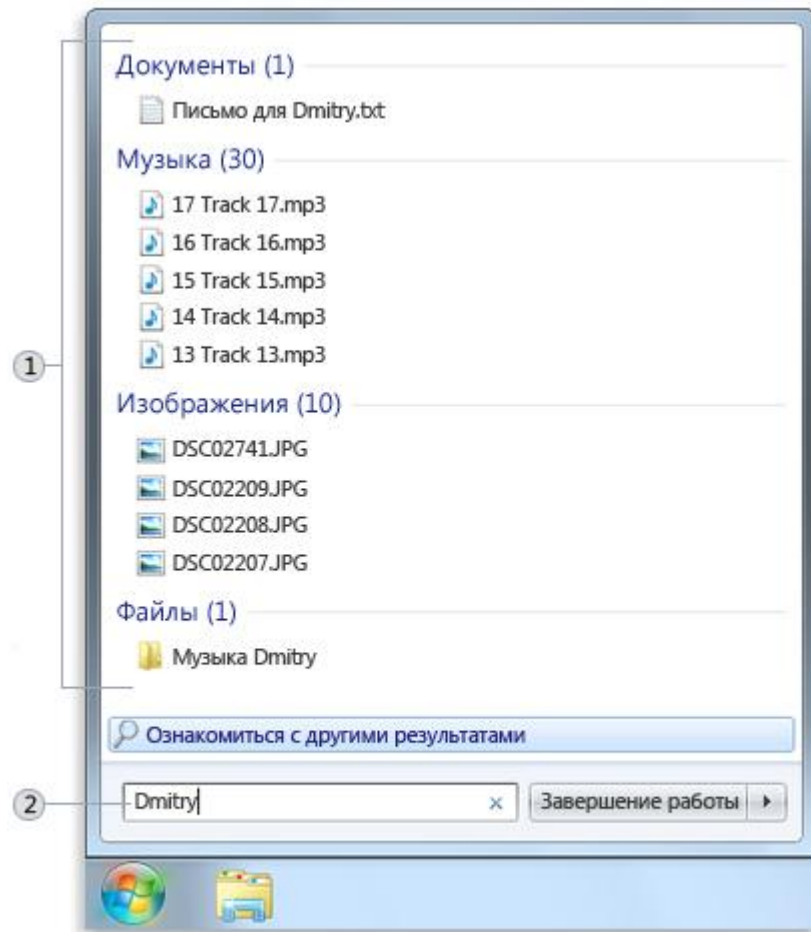 Документы (1)
Письмо для Dmitry.txt
Музыка (30)
17 Track 17.mp3
16 Track 16.mp3
15 Track 15.mp3
14 Track 14.mp3
13 Track 13.mp3
1
Изображения (10)
DSC02741.JPG
DSC02209.JPG
DSC02208.JPG
DSC02207.JPG
Файлы (1)
Музыка Dmitry
Ознакомиться с другими результатами
2
Dmitry
Завершение работы